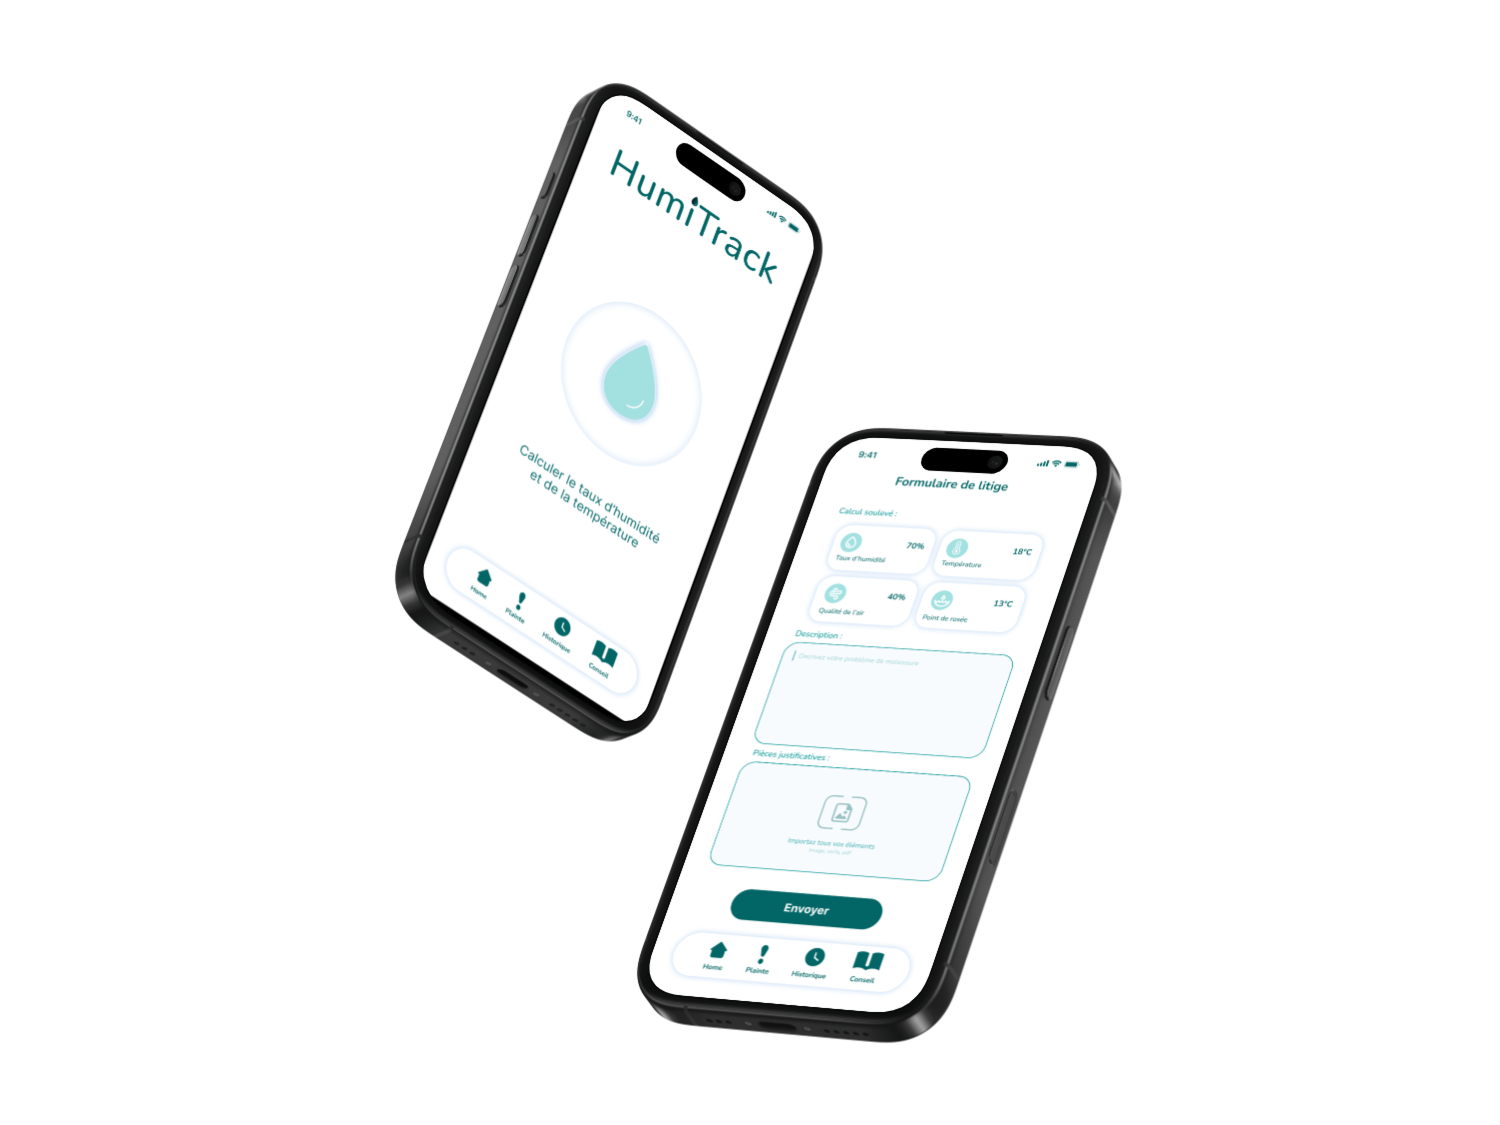 9:41
HumiTrack
Calculer le taux d'humidité
et de la température
Home
Plainte
Historique
Conseil
9:41
Formulaire de litige
Calcul soulevé :
70%
Taux d'humidité
18°C
Température
40%
Qualité de l'air
13°C
Point de rosée
Description :
Décrivez votre problème de moisissure
Pièces justificatives :
Importez tous vos éléments
Envoyer
Home
Plainte
Historique
Conseil